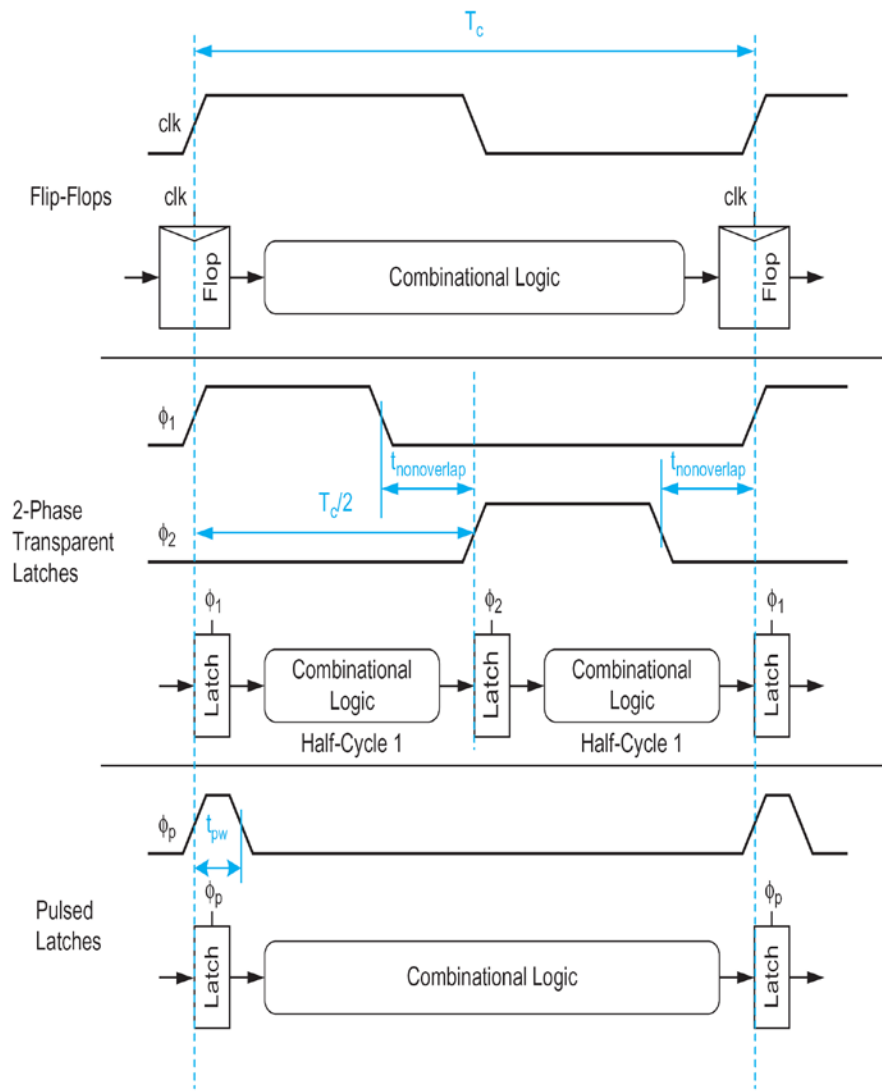 T_c
clk
Flip-Flops
clk
clk
Flop
Combinational Logic
Flop
ϕ_1
t_nonoverlap
t_nonoverlap
T_c/2
2-Phase
Transparent
Latches
ϕ_2
ϕ_1
ϕ_2
ϕ_1
Latch
Combinational
Logic
Latch
Combinational
Logic
Latch
Half-Cycle 1
Half-Cycle 1
ϕ_p
t_pw
ϕ_p
ϕ_p
Pulsed
Latches
Latch
Combinational Logic
Latch